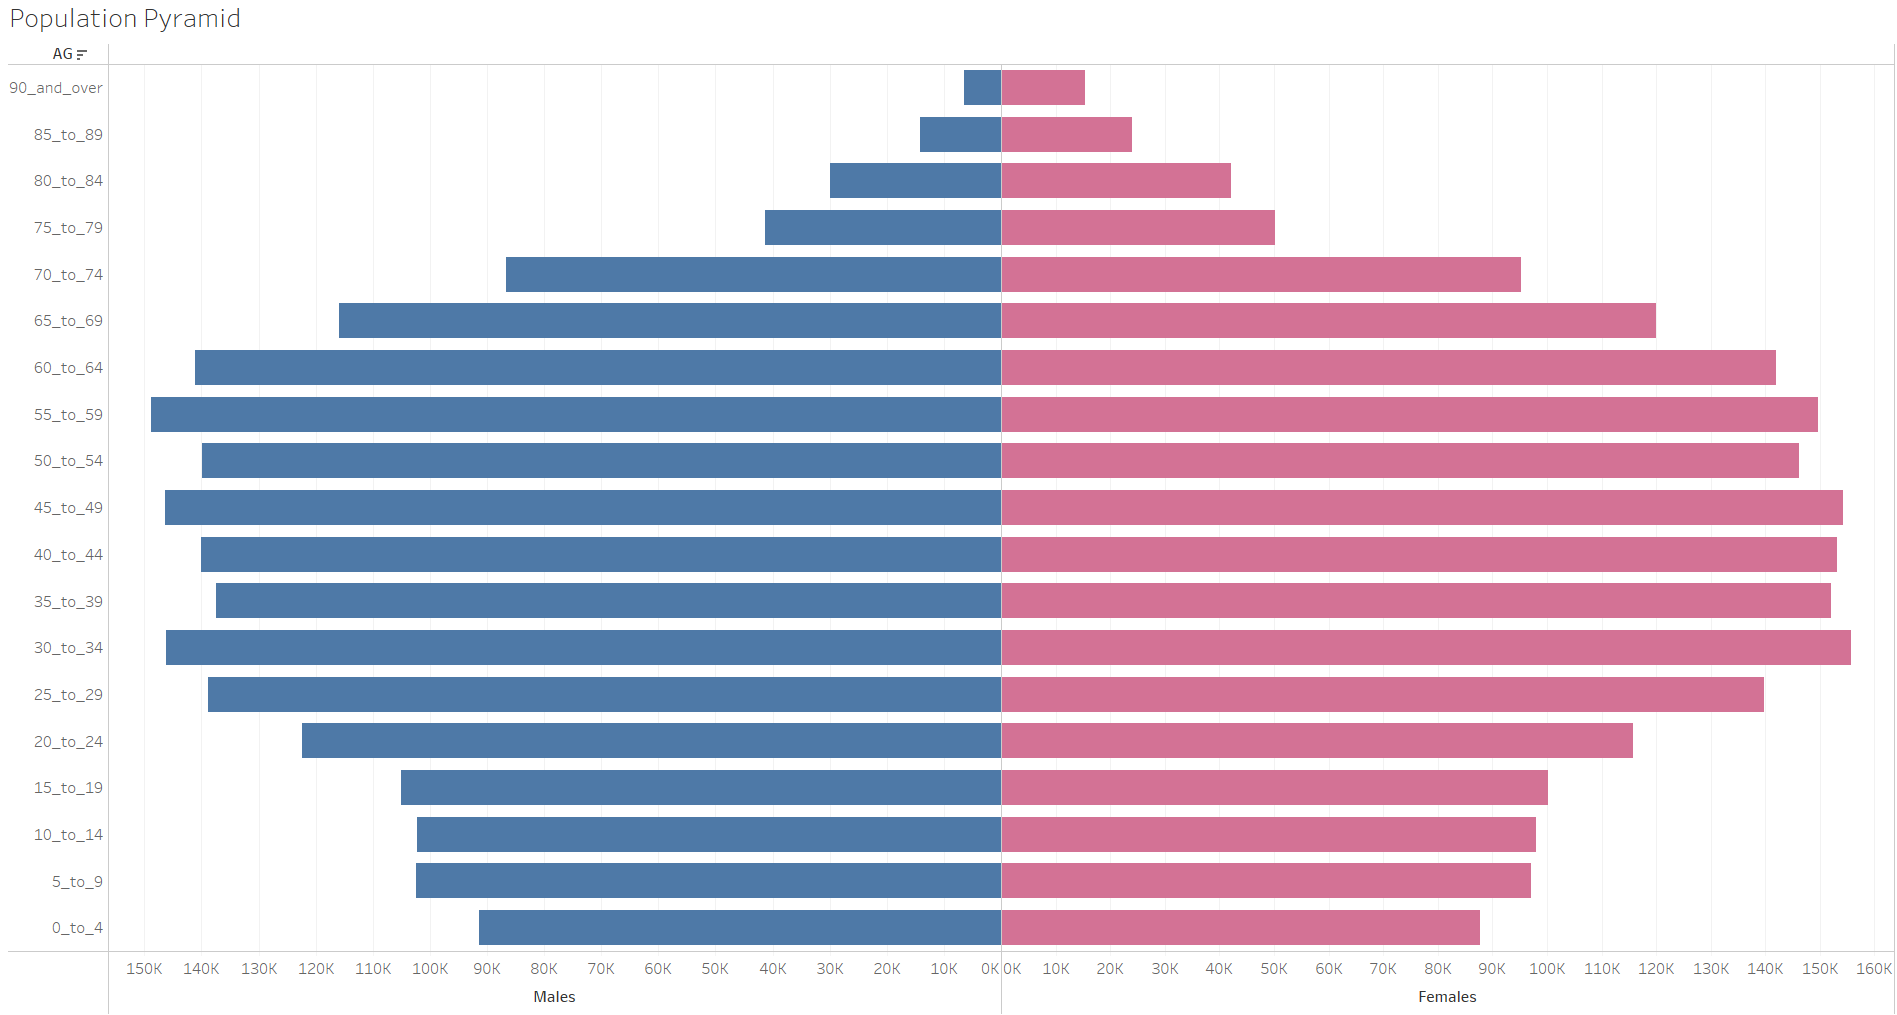 Population Pyramid
AG
90_and_over
85_to_89
80_to_84
75_to_79
70_to_74
65_to_69
60_to_64
55_to_59
50_to_54
45_to_49
40_to_44
35_to_39
30_to_34
25_to_29
20_to_24
15_to_19
10_to_14
5_to_9
0_to_4
150K 140K 130K 120K 110K 100K 90K 80K 70K 60K 50K 40K 30K 20K 10K 0K 0K 10K 20K 30K 40K 50K 60K 70K 80K 90K 100K 110K 120K 130K 140K 150K 160K
Males Females